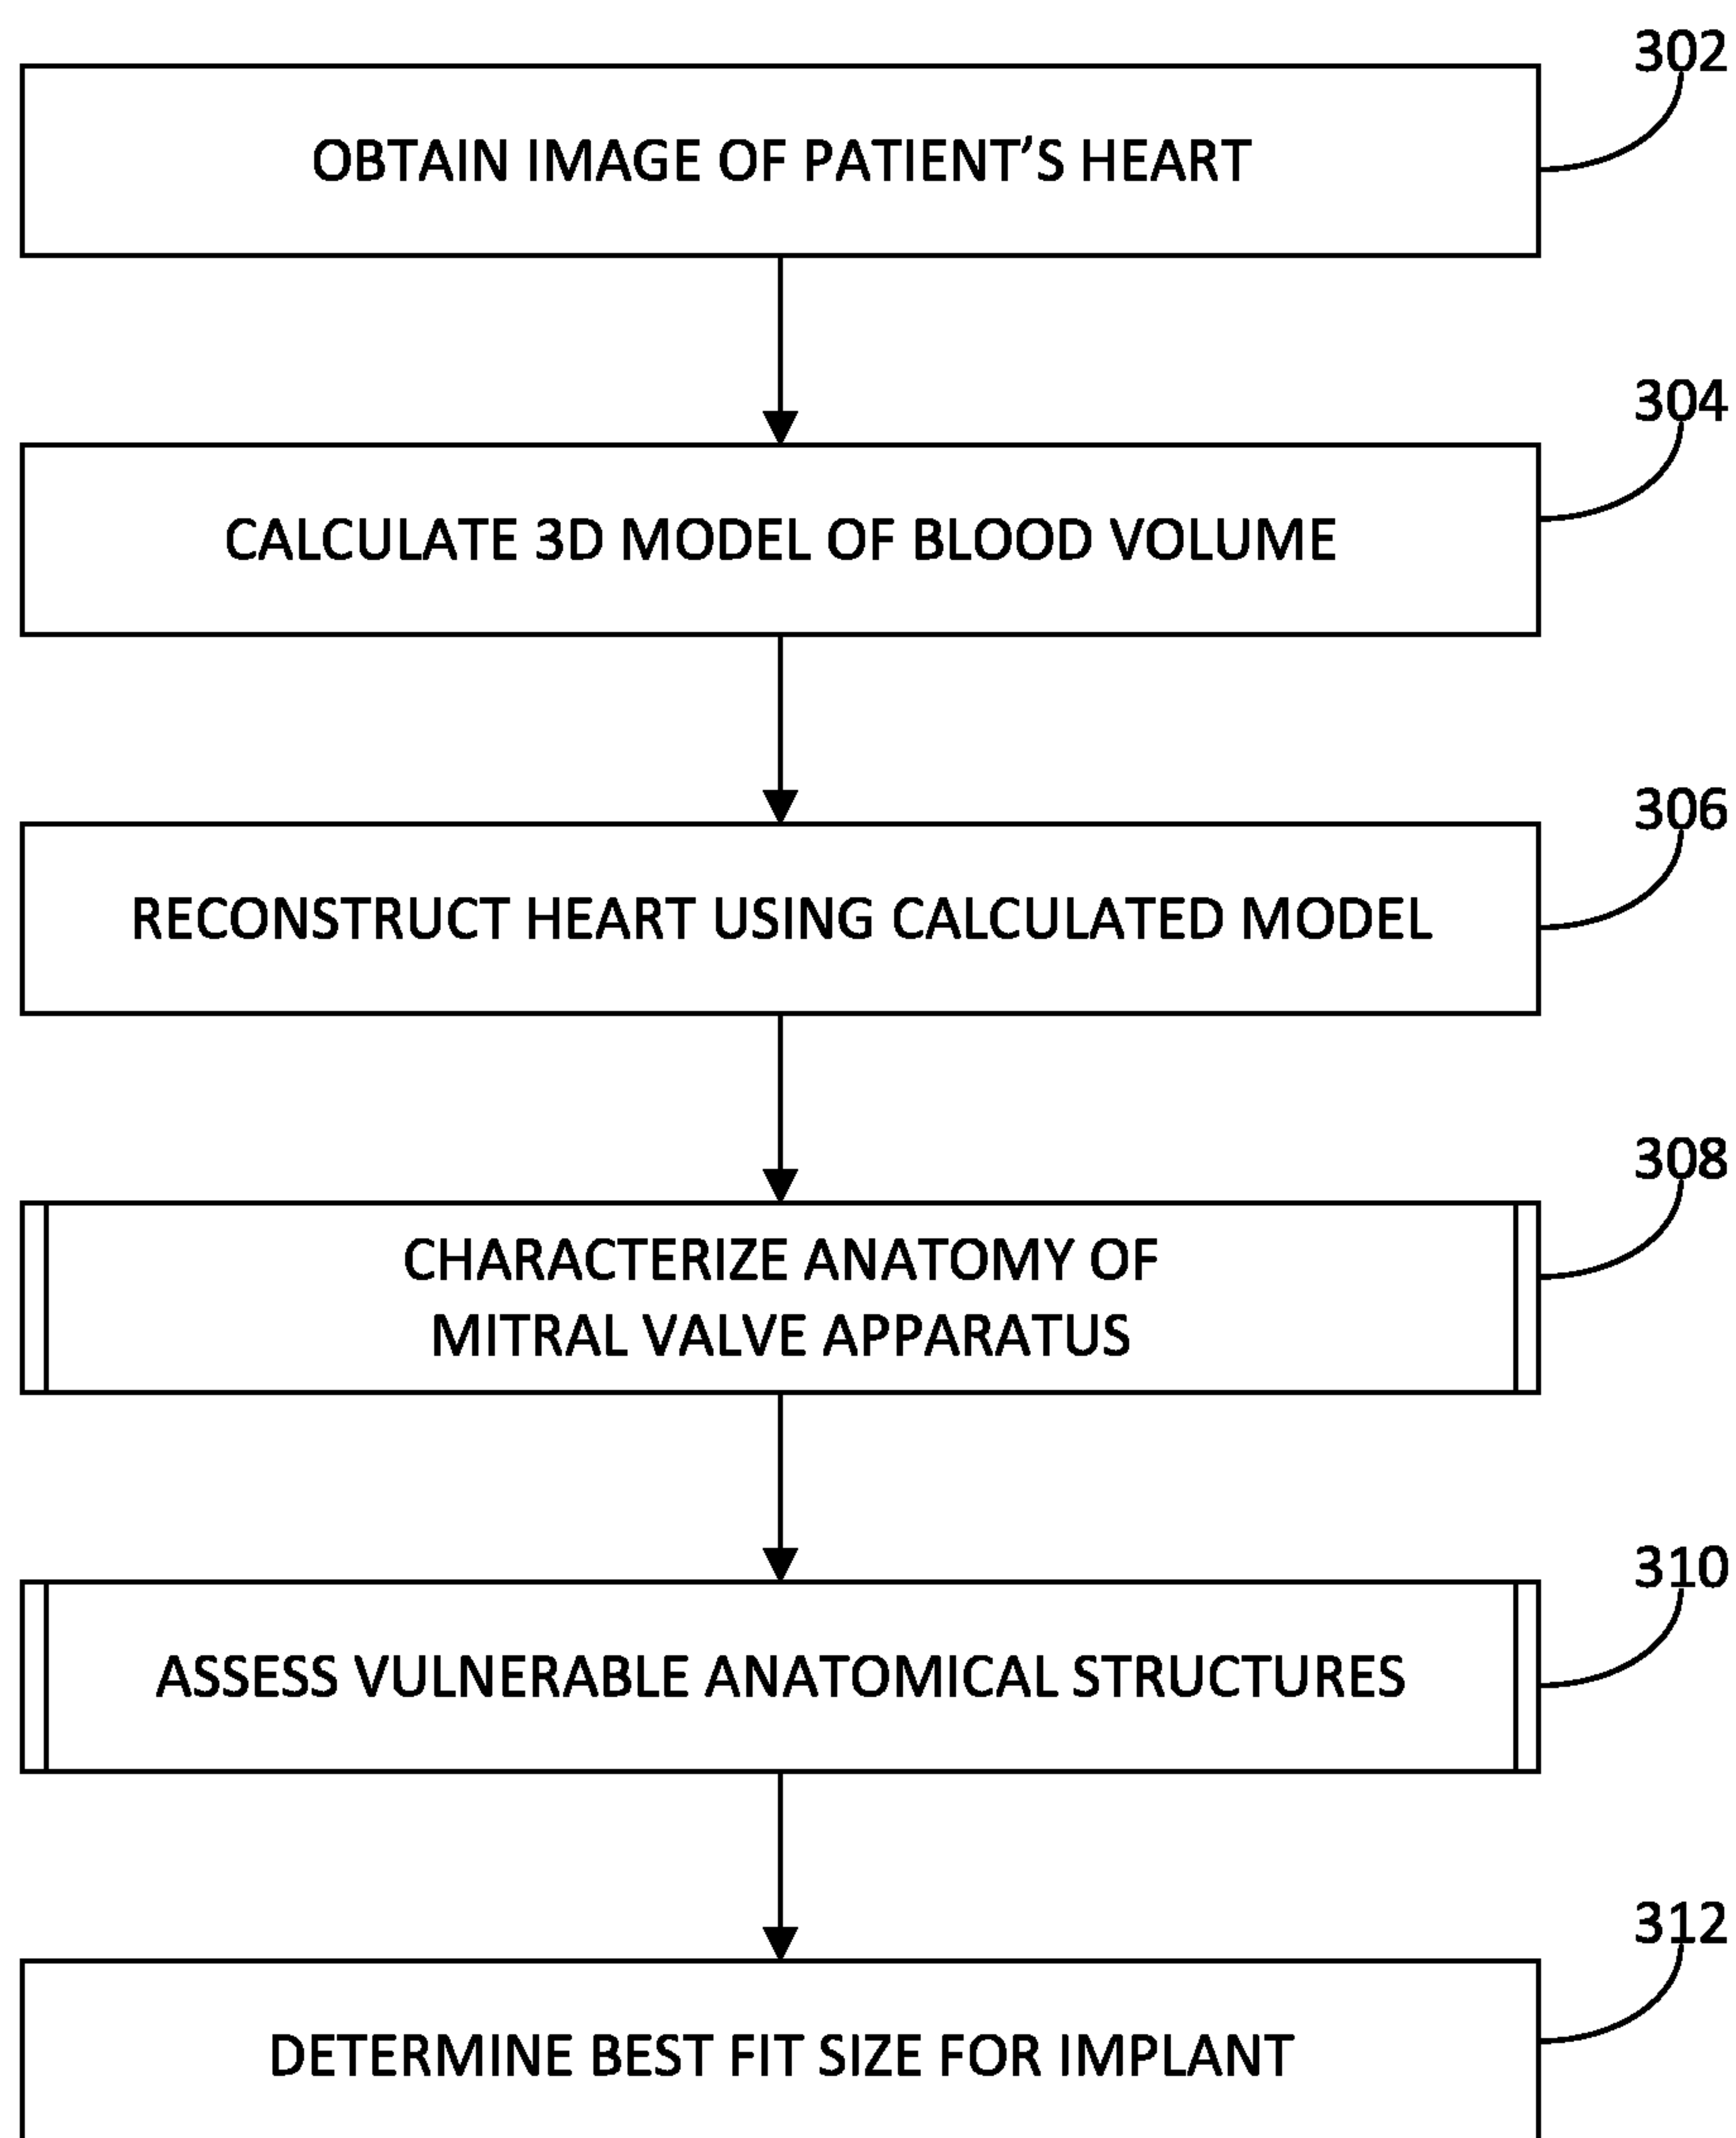 302
OBTAIN IMAGE OF PATIENT'S HEART
304
CALCULATE 3D MODEL OF BLOOD VOLUME
306
RECONSTRUCT HEART USING CALCULATED MODEL
308
CHARACTERIZE ANATOMY OF
MITRAL VALVE APPARATUS
310
ASSESS VULNERABLE ANATOMICAL STRUCTURES
312
DETERMINE BEST FIT SIZE FOR IMPLANT